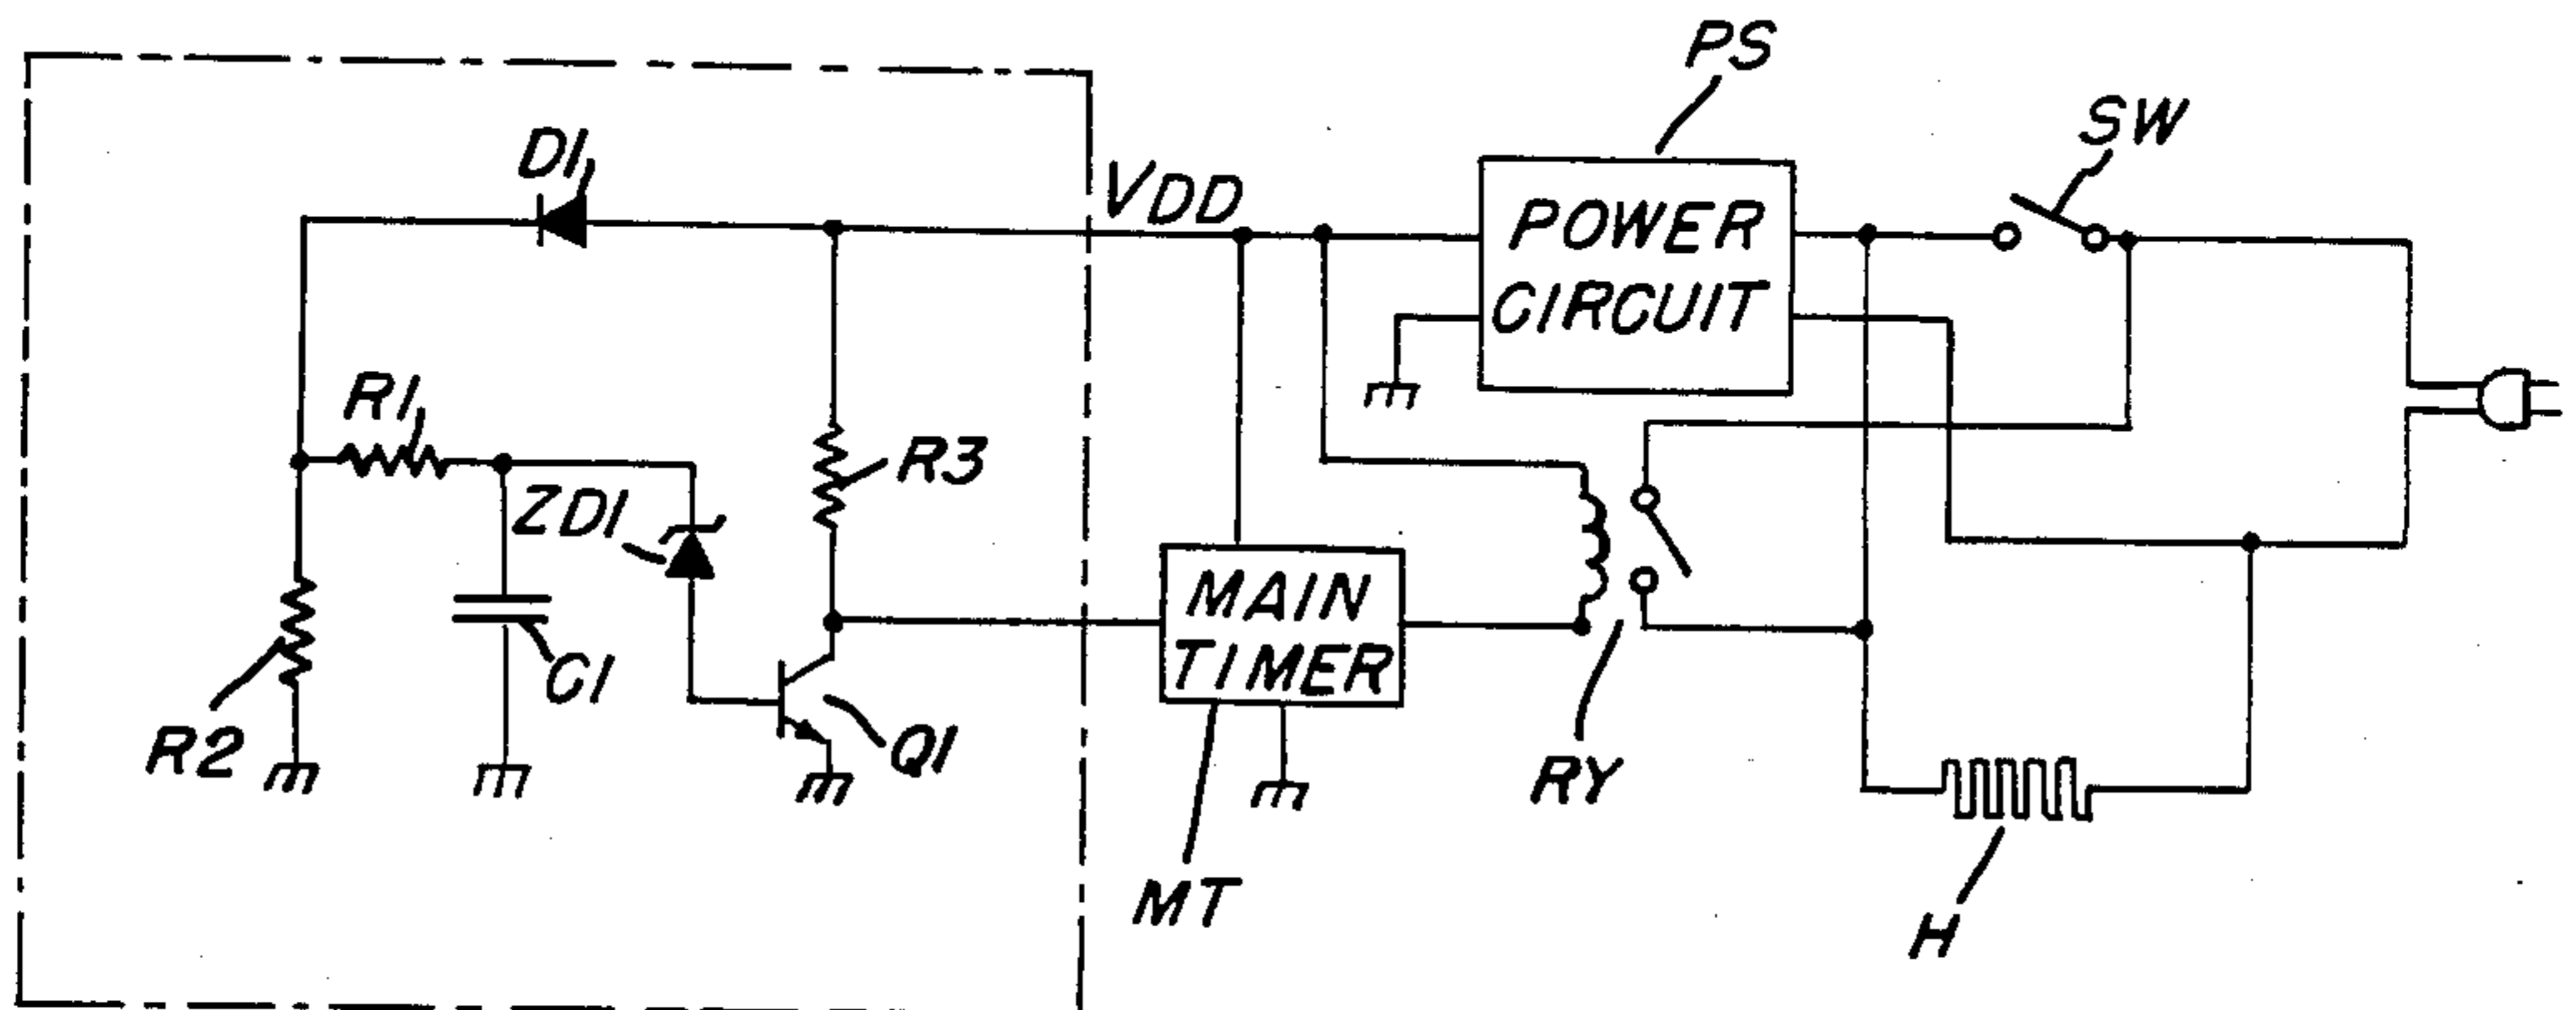 PS
SW
D1
VDD
POWER
CIRCUIT
R1
R3
ZD1
MAIN
TIMER
C1
R2
Q1
RY
MT
H